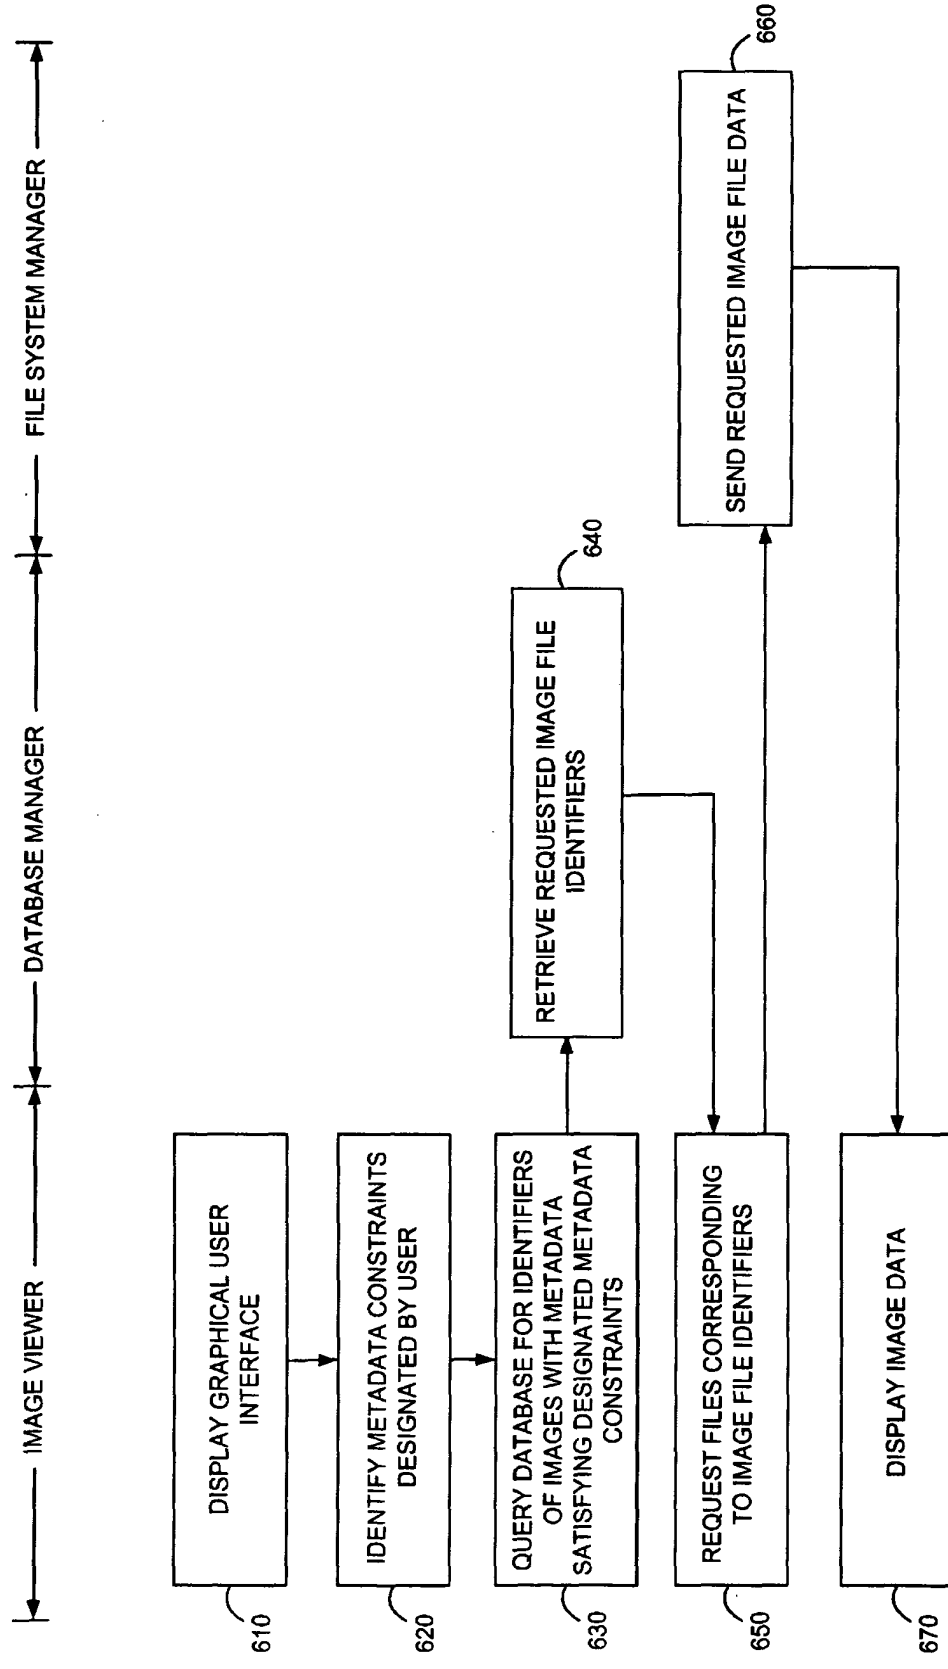 IMAGE VIEWER
DATABASE MANAGER
FILE SYSTEM MANAGER
DISPLAY GRAPHICAL USER
INTERFACE
610
IDENTIFY METADATA CONSTRAINTS
DESIGNATED BY USER
620
QUERY DATABASE FOR IDENTIFIERS
OF IMAGES WITH METADATA
SATISFYING DESIGNATED METADATA
CONSTRAINTS
630
RETRIEVE REQUESTED IMAGE FILE
IDENTIFIERS
640
REQUEST FILES CORRESPONDING
TO IMAGE FILE IDENTIFIERS
650
SEND REQUESTED IMAGE FILE DATA
660
DISPLAY IMAGE DATA
670